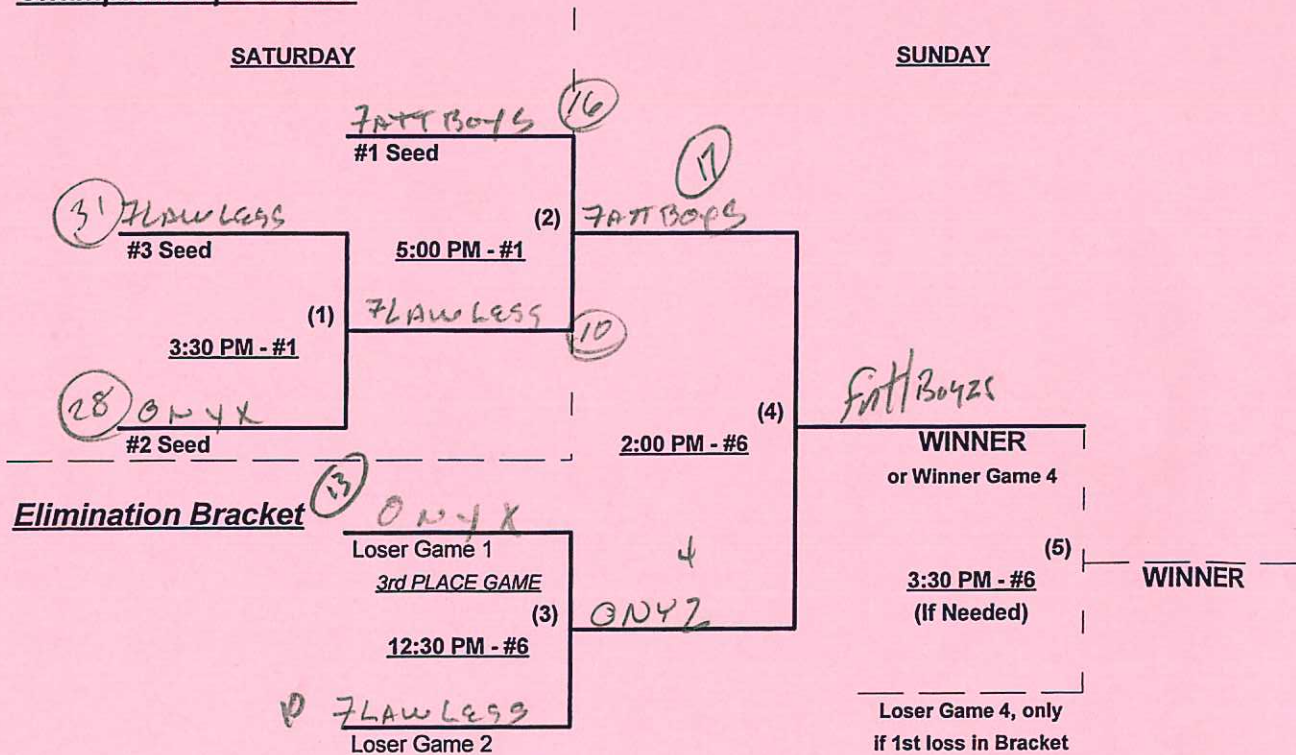 SATURDAY
SUNDAY
FATT BOYS 16
#1 Seed
17
31 FLAWLESS
(2) FATT BOYS
#3 Seed
5:00 PM - #1
(1) FLAWLESS 10
3:30 PM - #1
28 ONYX
#2 Seed
(4) Fatt Boyzs
2:00 PM - #6
WINNER
or Winner Game 4
Elimination Bracket
13 ONYX
Loser Game 1
3rd PLACE GAME
4
(3) ONYZ
12:30 PM - #6
(5)
3:30 PM - #6
(If Needed)
WINNER
FLAWLESS
Loser Game 2
Loser Game 4, only
if 1st loss in Bracket